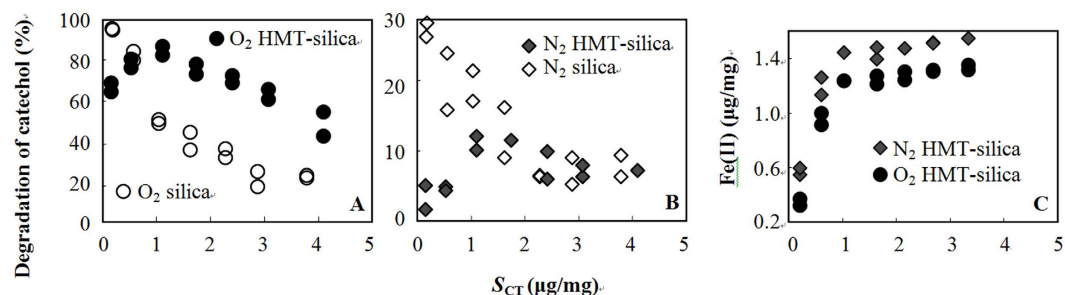 Degradation of catechol (%)
100
80
60
40
20
0
O₂ HMT-silica
O₂ silica
A
0 1 2 3 4 5
30
20
10
0
N₂ HMT-silica
N₂ silica
B
0 1 2 3 4 5
Fe(II) (μg/mg)
1.4
1.0
0.6
0.2
N₂ HMT-silica
O₂ HMT-silica
C
0 1 2 3 4 5
S_CT (μg/mg)